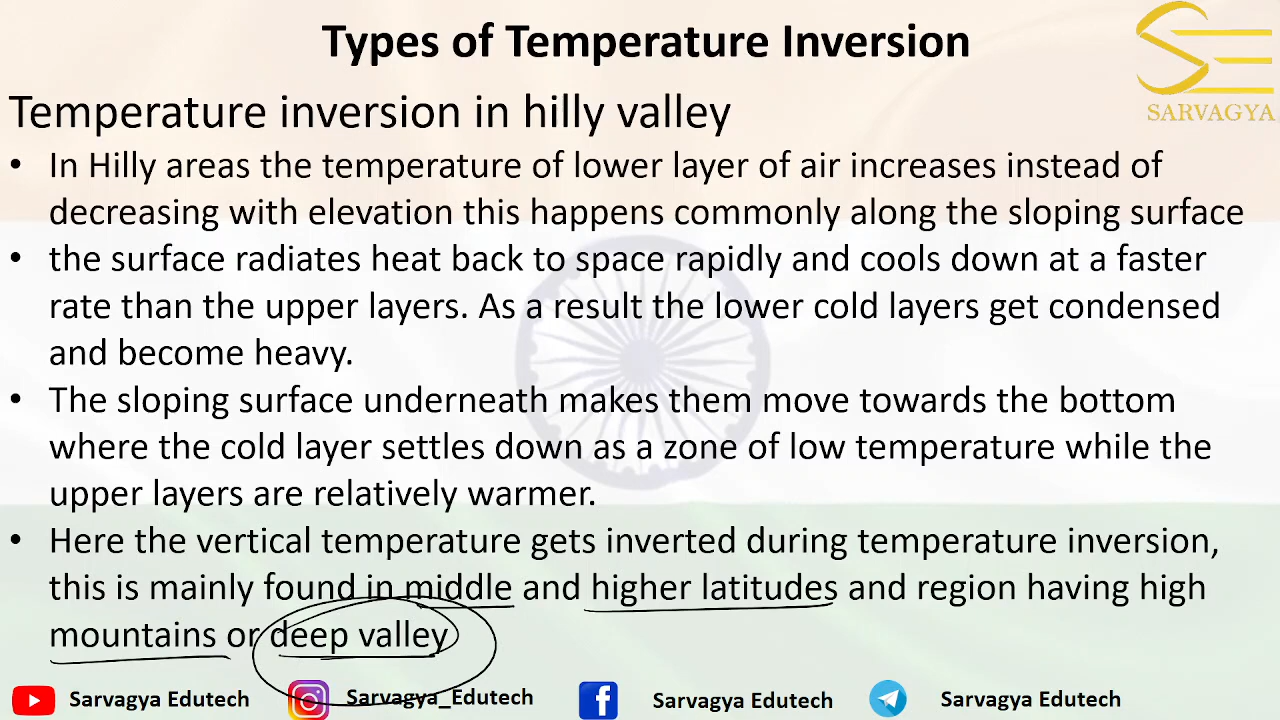 Types of Temperature Inversion
SARVAGYA
Temperature inversion in hilly valley
• In Hilly areas the temperature of lower layer of air increases instead of
decreasing with elevation this happens commonly along the sloping surface
• the surface radiates heat back to space rapidly and cools down at a faster
rate than the upper layers. As a result the lower cold layers get condensed
and become heavy.
• The sloping surface underneath makes them move towards the bottom
where the cold layer settles down as a zone of low temperature while the
upper layers are relatively warmer.
• Here the vertical temperature gets inverted during temperature inversion,
this is mainly found in middle and higher latitudes and region having high
mountains or deep valley
Sarvagya Edutech Sarvagya_Edutech Sarvagya Edutech Sarvagya Edutech